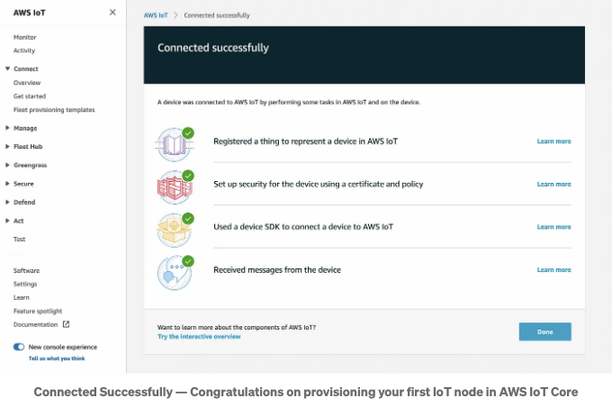 AWS IoT
Monitor
Activity
Connect
Overview
Get started
Fleet provisioning templates
Manage
Fleet Hub
Greengrass
Secure
Defend
Act
Test
Software
Settings
Learn
Feature spotlight
Documentation
New console experience
Tell us what you think
AWS IoT > Connected successfully
Connected successfully
A device was connected to AWS IoT by performing some tasks in AWS IoT and on the device.
Registered a thing to represent a device in AWS IoT Learn more
Set up security for the device using a certificate and policy Learn more
Used a device SDK to connect a device to AWS IoT Learn more
Received messages from the device Learn more
Want to learn more about the components of AWS IoT?
Try the interactive overview
Done
Connected Successfully — Congratulations on provisioning your first IoT node in AWS IoT Core